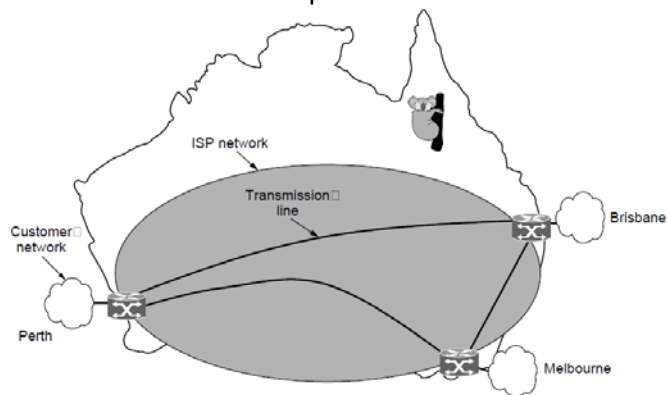 ISP network
Transmission□
line
Customer□
network
Brisbane
Perth
Melbourne